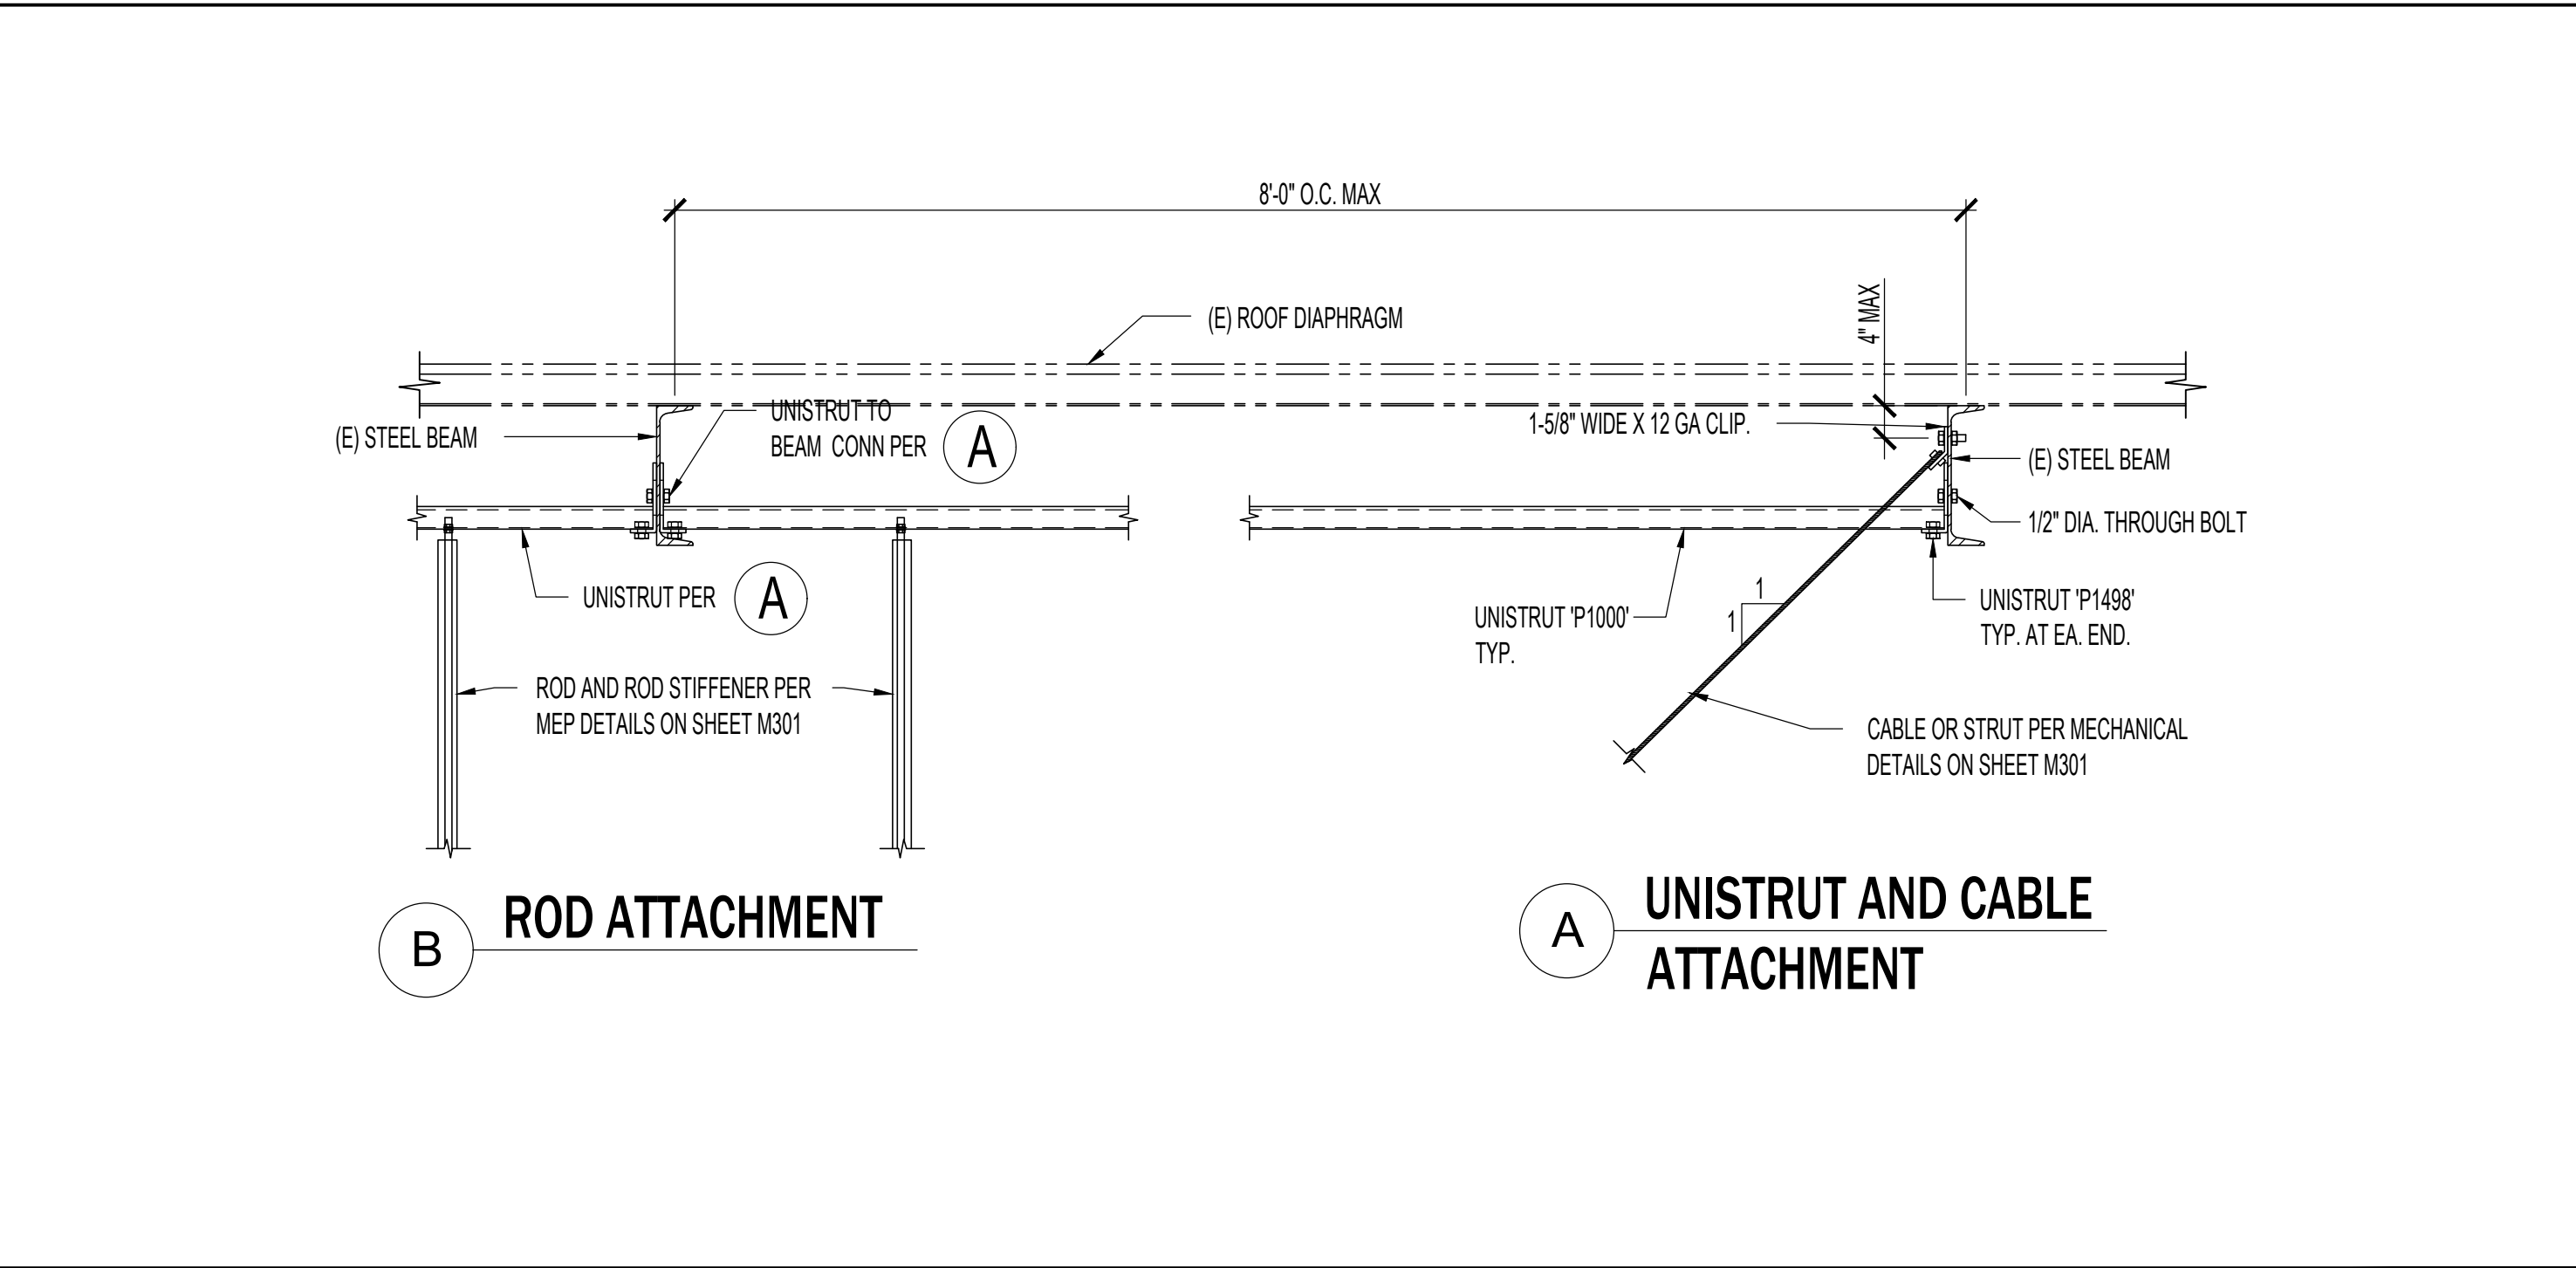 8'-0" O.C. MAX
4" MAX
(E) ROOF DIAPHRAGM
UNISTRUT TO
BEAM CONN PER
A
(E) STEEL BEAM
1-5/8" WIDE X 12 GA CLIP.
(E) STEEL BEAM
1/2" DIA. THROUGH BOLT
UNISTRUT PER
A
UNISTRUT 'P1000'
TYP.
1
1
UNISTRUT 'P1498'
TYP. AT EA. END.
ROD AND ROD STIFFENER PER
MEP DETAILS ON SHEET M301
CABLE OR STRUT PER MECHANICAL
DETAILS ON SHEET M301
B
ROD ATTACHMENT
A
UNISTRUT AND CABLE
ATTACHMENT